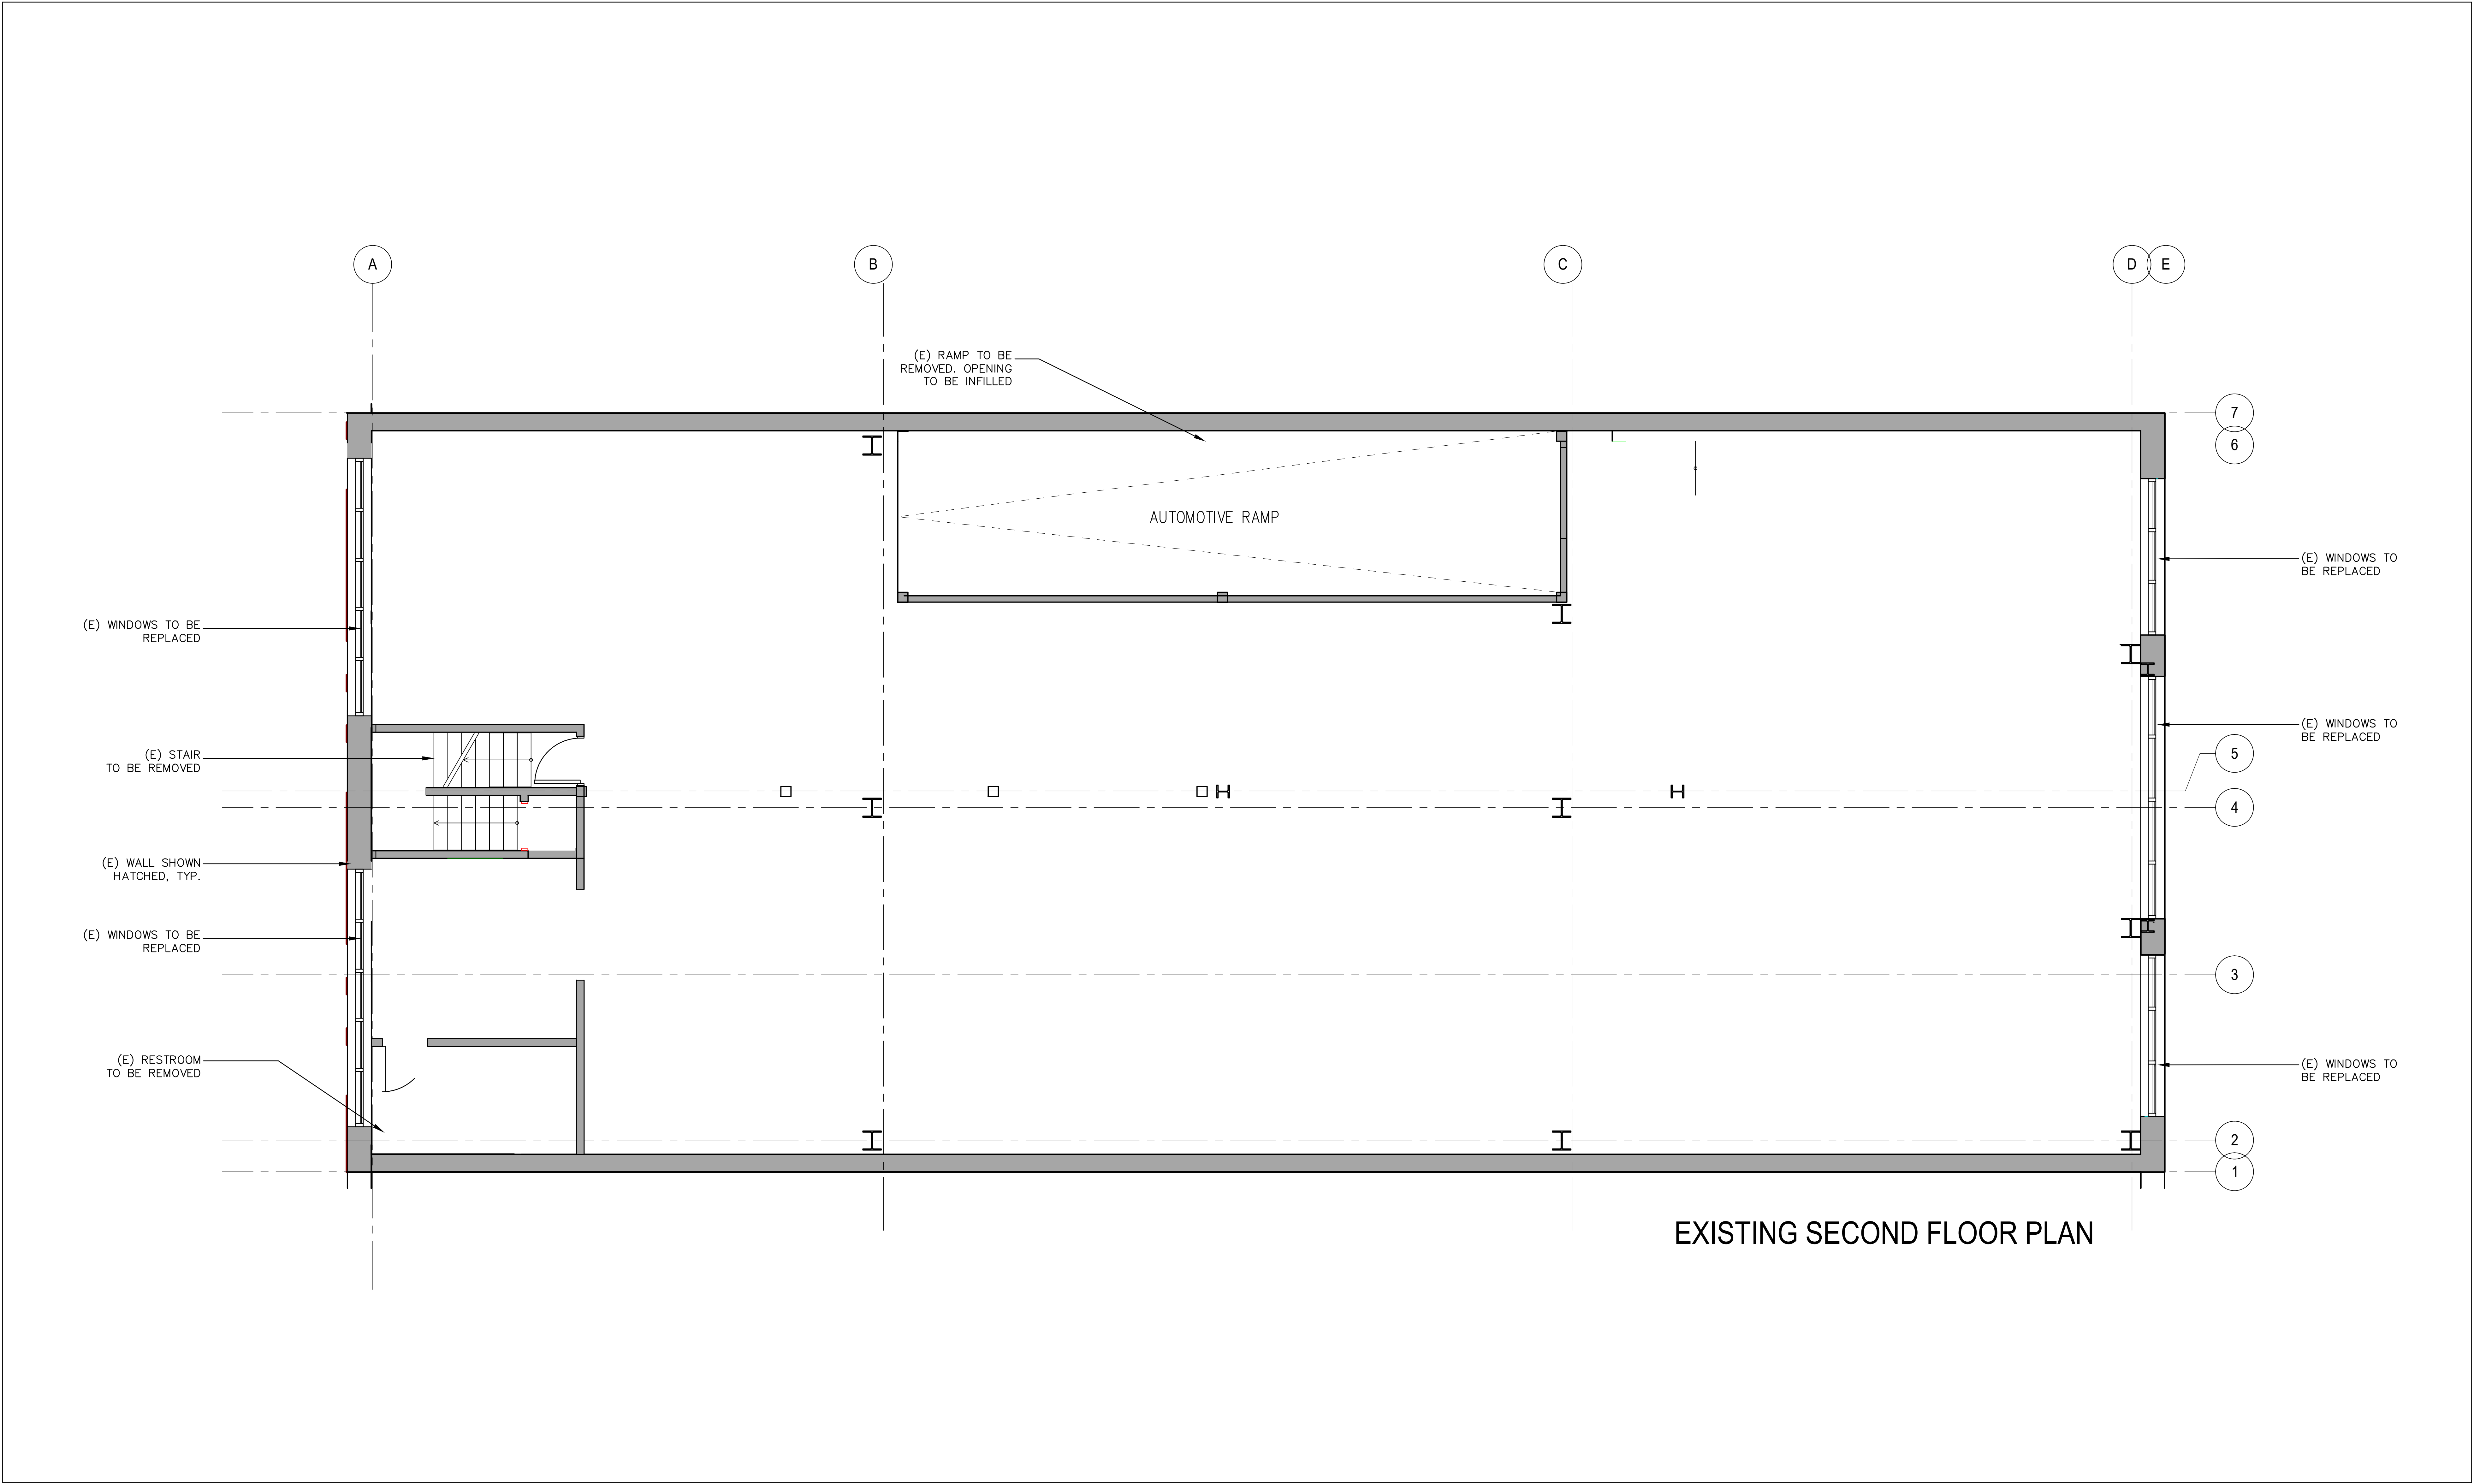 A
B
C
D
E
(E) RAMP TO BE
REMOVED. OPENING
TO BE INFILLED
7
6
AUTOMOTIVE RAMP
(E) WINDOWS TO
BE REPLACED
(E) WINDOWS TO BE
REPLACED
(E) WINDOWS TO
BE REPLACED
(E) STAIR
TO BE REMOVED
5
4
(E) WALL SHOWN
HATCHED, TYP.
(E) WINDOWS TO BE
REPLACED
3
(E) RESTROOM
TO BE REMOVED
(E) WINDOWS TO
BE REPLACED
2
1
EXISTING SECOND FLOOR PLAN